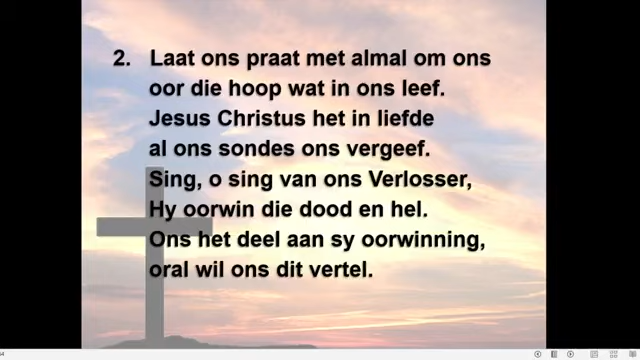 2. Laat ons praat met almal om ons
oor die hoop wat in ons leef.
Jesus Christus het in liefde
al ons sondes ons vergeef.
Sing, o sing van ons Verlosser,
Hy oorwin die dood en hel.
Ons het deel aan sy oorwinning,
oral wil ons dit vertel.